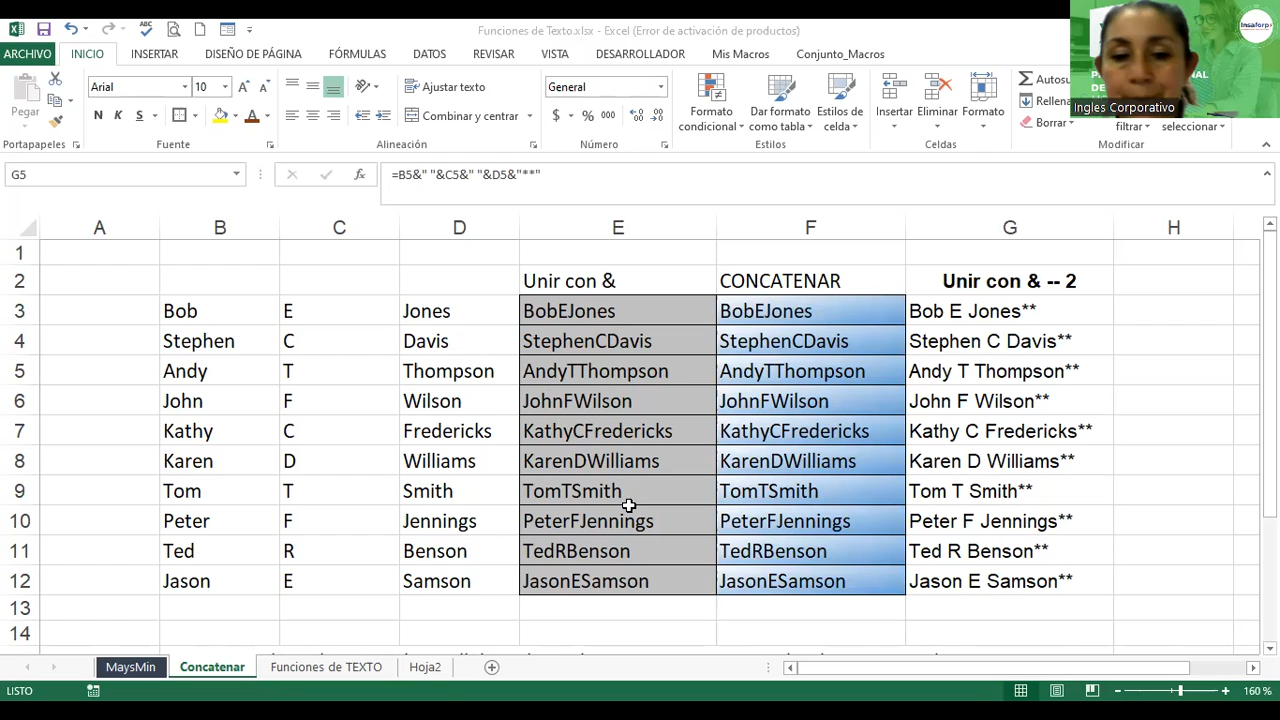 Funciones de Texto.xlsx - Excel (Error de activación de productos)
ARCHIVO INICIO INSERTAR DISEÑO DE PÁGINA FÓRMULAS DATOS REVISAR VISTA DESARROLLADOR Mis Macros Conjunto_Macros
Insaforp
Ingles Corporativo
Pegar
Arial 10
N K S
Ajustar texto
Combinar y centrar
General
$ % 000
Formato condicional
Dar formato como tabla
Estilos de celda
Insertar
Eliminar
Formato
Autosu
Rellena
Borrar
filtrar
seleccionar
Portapapeles Fuente Alineación Número Estilos Celdas Modificar
G5 fx =B5&" "&C5&" "&D5&"**"
A B C D E F G H
1
2 Unir con & CONCATENAR Unir con & -- 2
3 Bob E Jones BobEJones BobEJones Bob E Jones**
4 Stephen C Davis StephenCDavis StephenCDavis Stephen C Davis**
5 Andy T Thompson AndyTThompson AndyTThompson Andy T Thompson**
6 John F Wilson JohnFWilson JohnFWilson John F Wilson**
7 Kathy C Fredericks KathyCFredericks KathyCFredericks Kathy C Fredericks**
8 Karen D Williams KarenDWilliams KarenDWilliams Karen D Williams**
9 Tom T Smith TomTSmith TomTSmith Tom T Smith**
10 Peter F Jennings PeterFJennings PeterFJennings Peter F Jennings**
11 Ted R Benson TedRBenson TedRBenson Ted R Benson**
12 Jason E Samson JasonESamson JasonESamson Jason E Samson**
13
14
MaysMin Concatenar Funciones de TEXTO Hoja2
LISTO 160 %